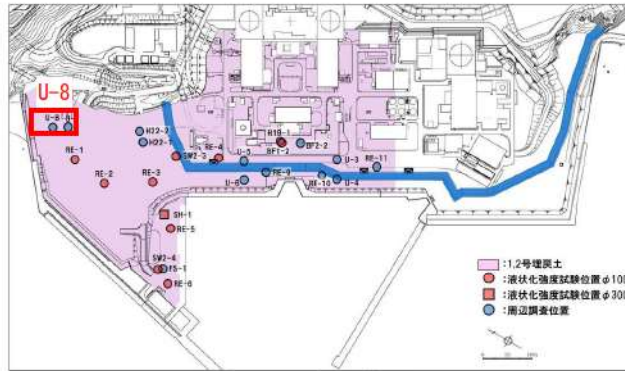 U-8
U-8
H22-2
H22-1
RE-1
RE-2
RE-3
SW2-3
RE-4
U-5
U-6
H19-1
BF1-2
BF2-2
RE-9
U-3
RE-10
U-4
RE-11
SH-1
RE-5
SW2-4
FS-1
RE-6
:1,2号埋戻土
:液状化強度試験位置φ100
:液状化強度試験位置φ300
:周辺調査位置